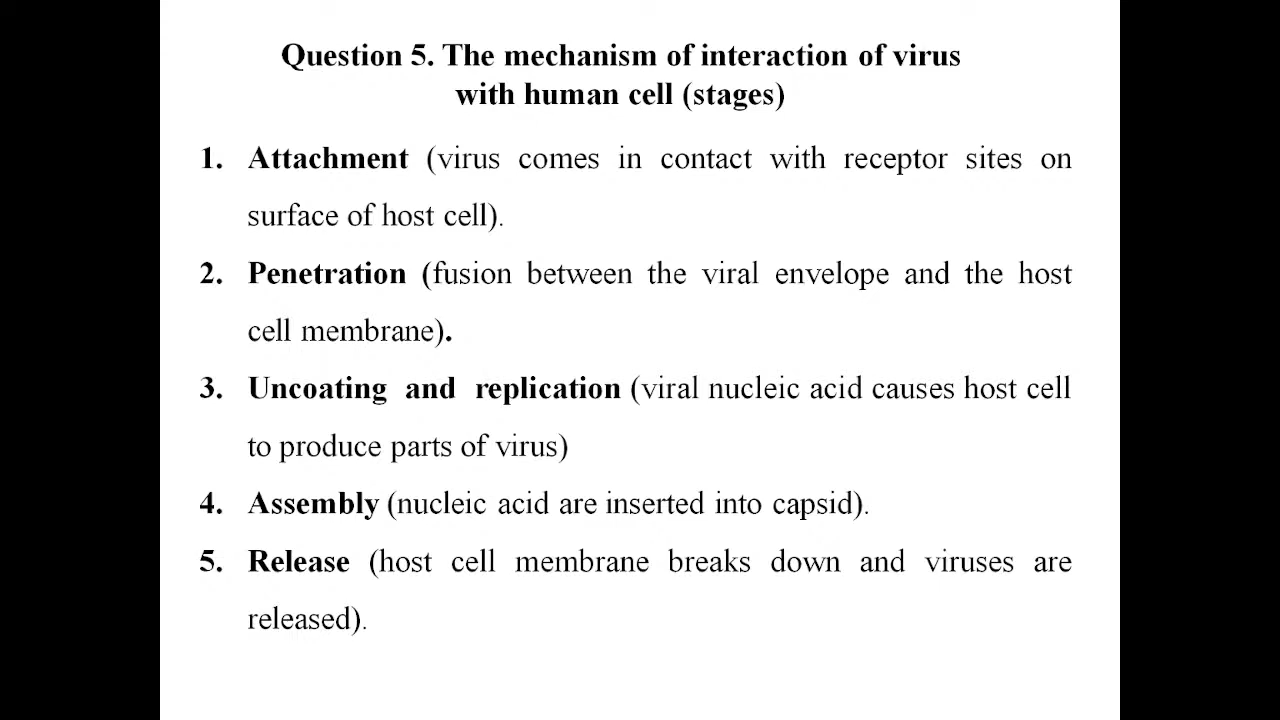 Question 5. The mechanism of interaction of virus
with human cell (stages)
1. Attachment (virus comes in contact with receptor sites on
surface of host cell).
2. Penetration (fusion between the viral envelope and the host
cell membrane).
3. Uncoating and replication (viral nucleic acid causes host cell
to produce parts of virus)
4. Assembly (nucleic acid are inserted into capsid).
5. Release (host cell membrane breaks down and viruses are
released).